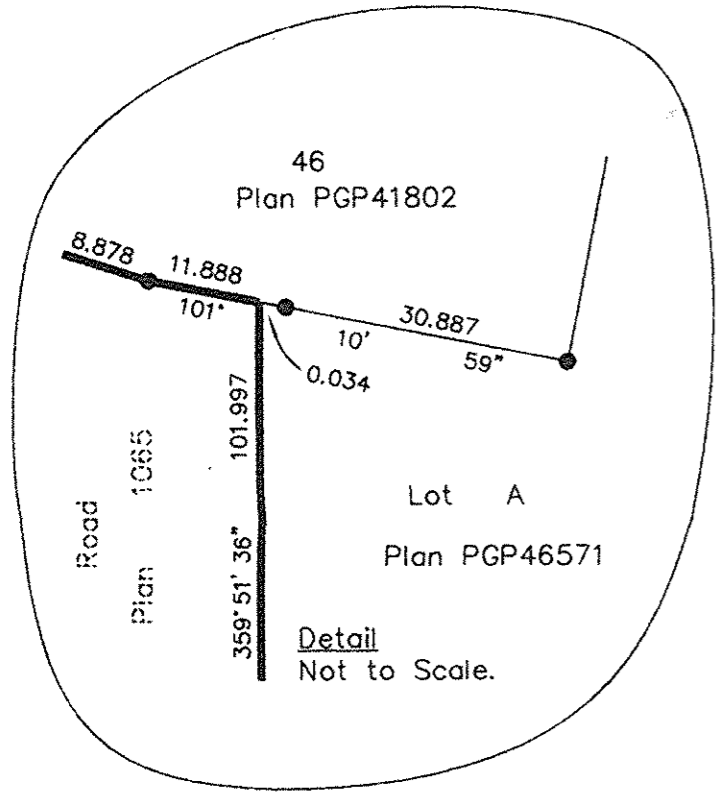 46
Plan PGP41802
8.878
11.888
101°
10'
30.887
59"
0.034
101.997
359° 51' 36"
Road
Plan 1065
Lot A
Plan PGP46571
Detail
Not to Scale.